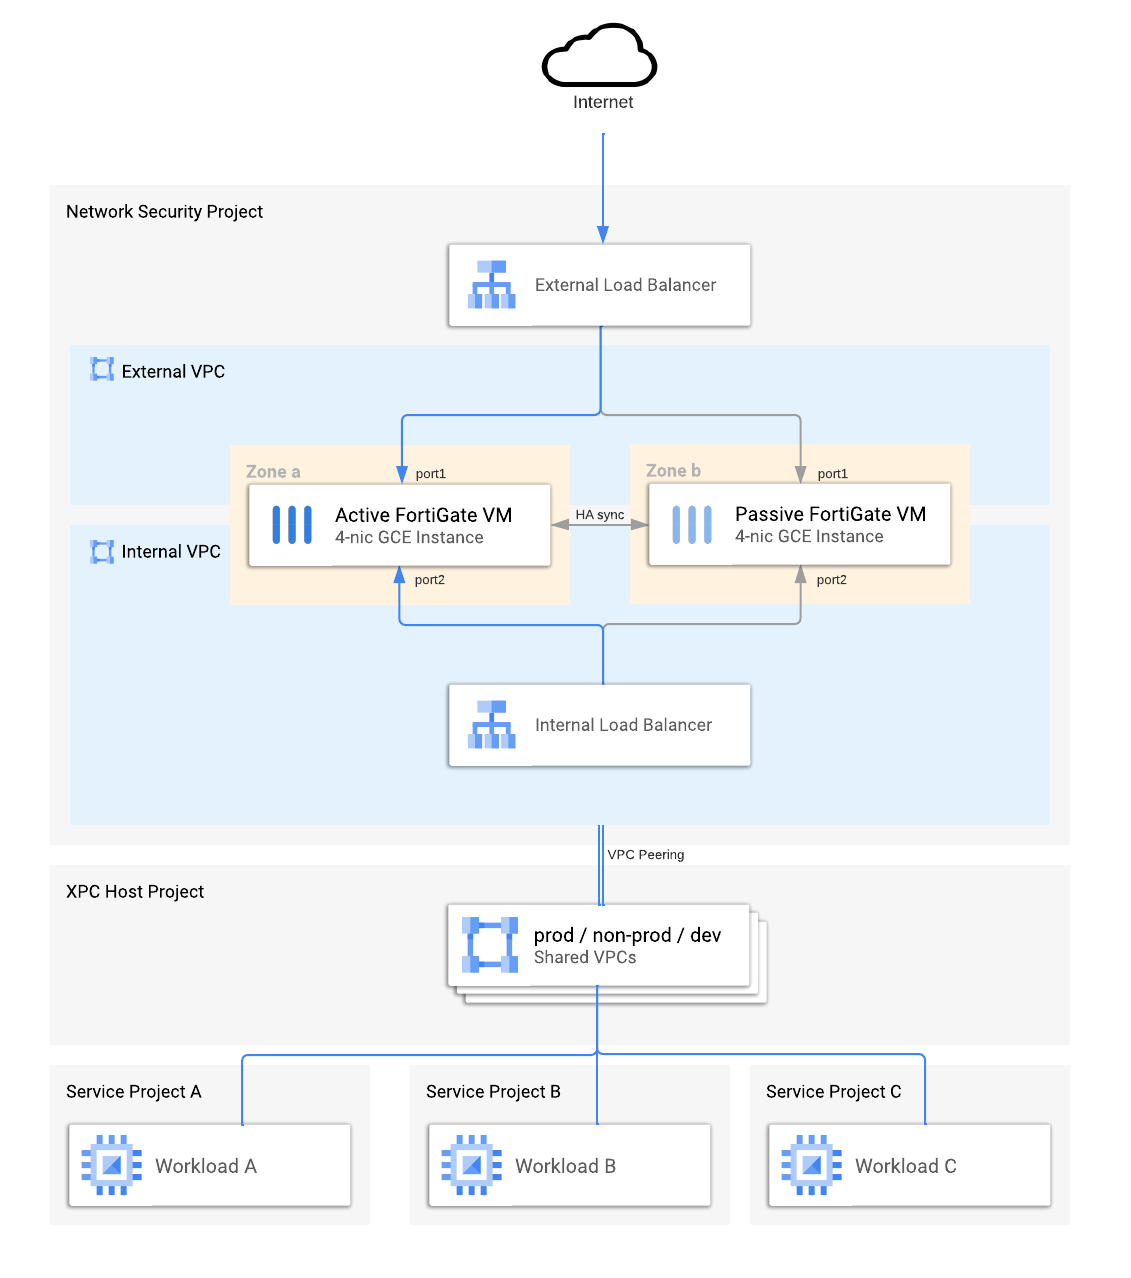 Internet
Network Security Project
External Load Balancer
External VPC
Zone a
port1
Zone b
port1
Active FortiGate VM
4-nic GCE Instance
HA sync
Passive FortiGate VM
4-nic GCE Instance
Internal VPC
port2
port2
Internal Load Balancer
VPC Peering
XPC Host Project
prod / non-prod / dev
Shared VPCs
Service Project A
Service Project B
Service Project C
Workload A
Workload B
Workload C